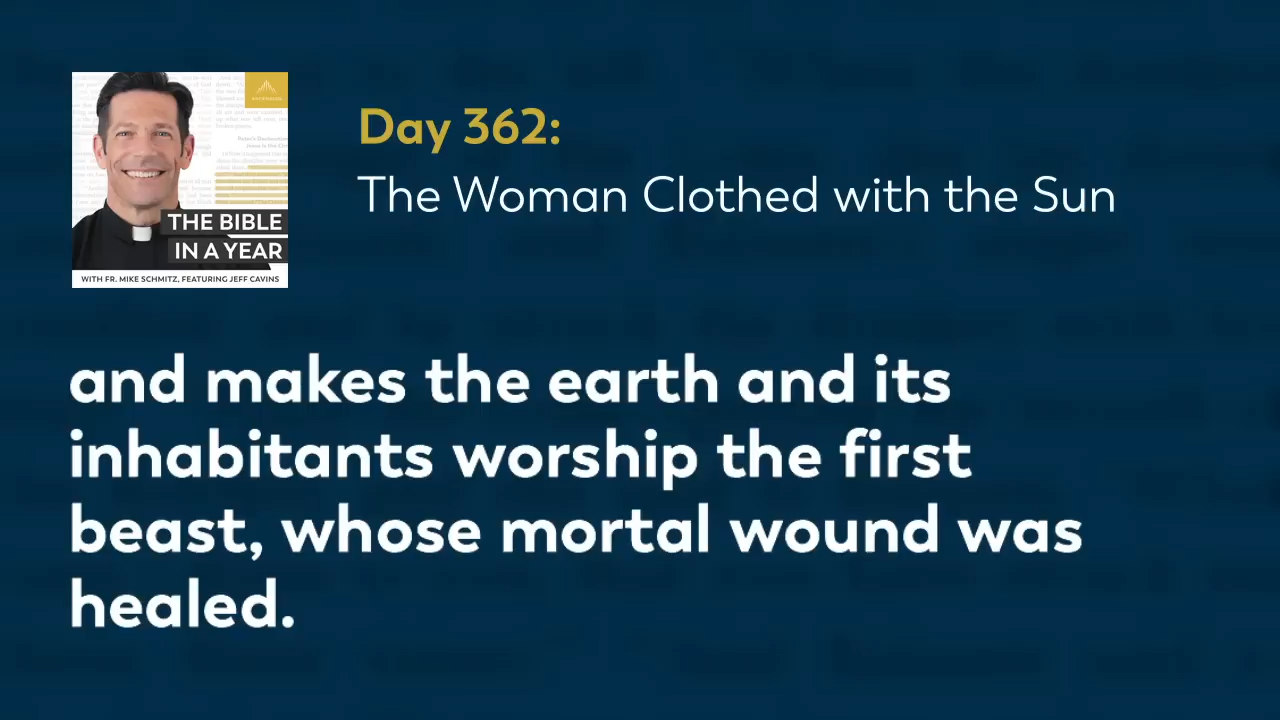 Day 362:
The Woman Clothed with the Sun
THE BIBLE
IN A YEAR
WITH FR. MIKE SCHMITZ, FEATURING JEFF CAVINS
and makes the earth and its
inhabitants worship the first
beast, whose mortal wound was
healed.